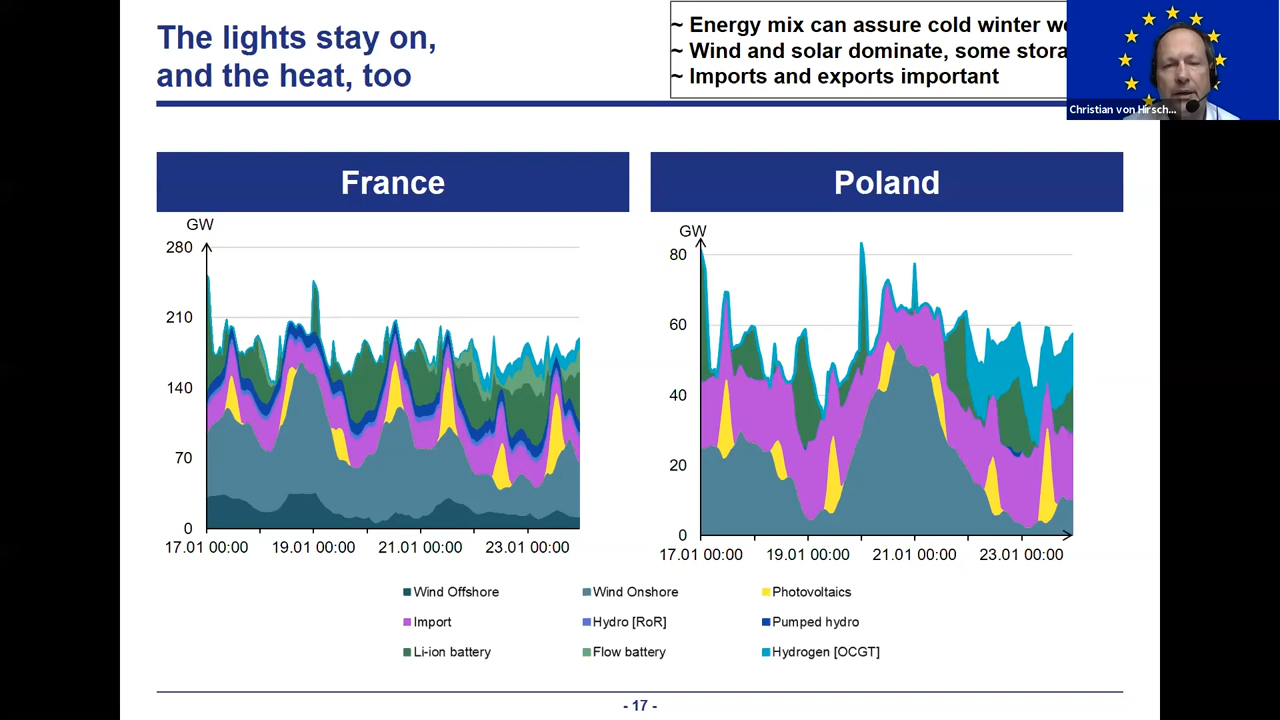 The lights stay on,
and the heat, too
~ Energy mix can assure cold winter
~ Wind and solar dominate, some
~ Imports and exports important
Christian von Hirsch...
France
Poland
GW
280
210
140
70
0
17.01 00:00 19.01 00:00 21.01 00:00 23.01 00:00
GW
80
60
40
20
0
17.01 00:00 19.01 00:00 21.01 00:00 23.01 00:00
Wind Offshore Wind Onshore Photovoltaics
Import Hydro [RoR] Pumped hydro
Li-ion battery Flow battery Hydrogen [OCGT]
- 17 -